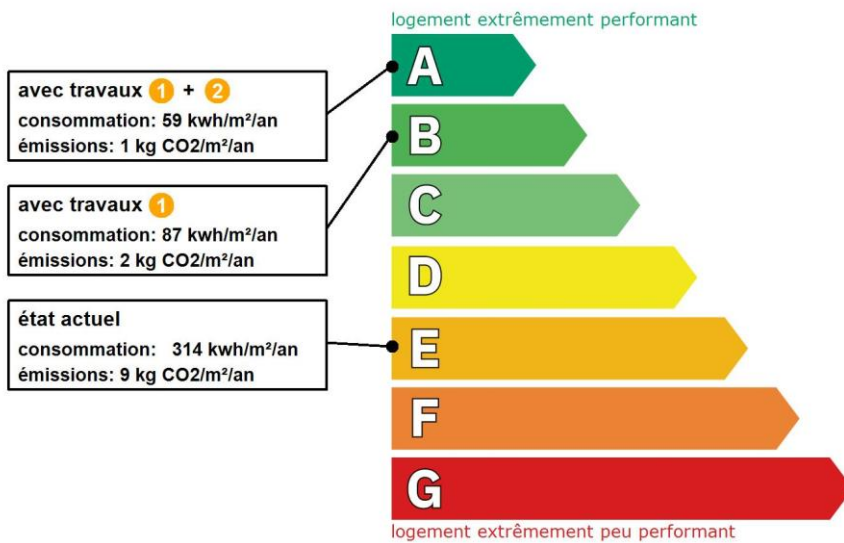 logement extrêmement performant
A
avec travaux 1 + 2
consommation: 59 kwh/m²/an
émissions: 1 kg CO2/m²/an
B
avec travaux 1
consommation: 87 kwh/m²/an
émissions: 2 kg CO2/m²/an
C
D
état actuel
consommation: 314 kwh/m²/an
émissions: 9 kg CO2/m²/an
E
F
G
logement extrêmement peu performant